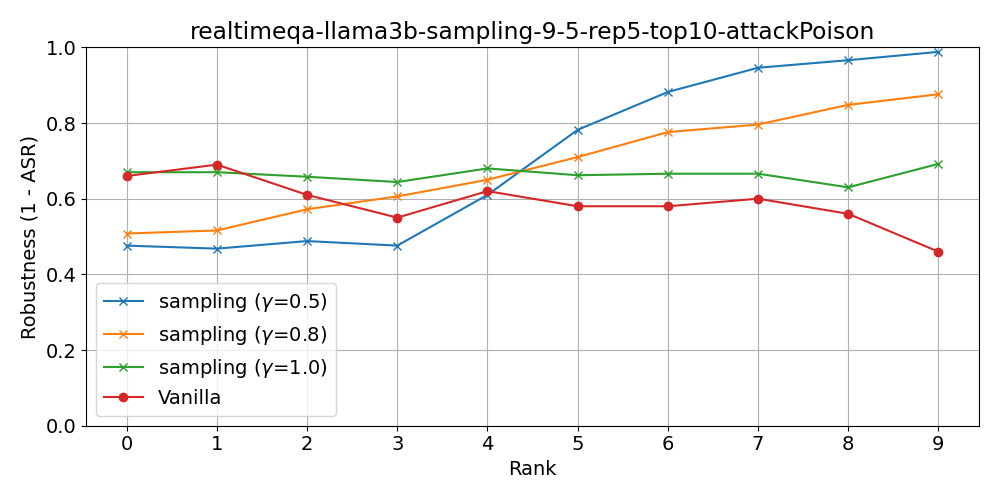 realtimeqa-llama3b-sampling-9-5-rep5-top10-attackPoison
Robustness (1 - ASR)
1.0
0.8
0.6
0.4
0.2
0.0
sampling (γ=0.5)
sampling (γ=0.8)
sampling (γ=1.0)
Vanilla
0 1 2 3 4 5 6 7 8 9
Rank